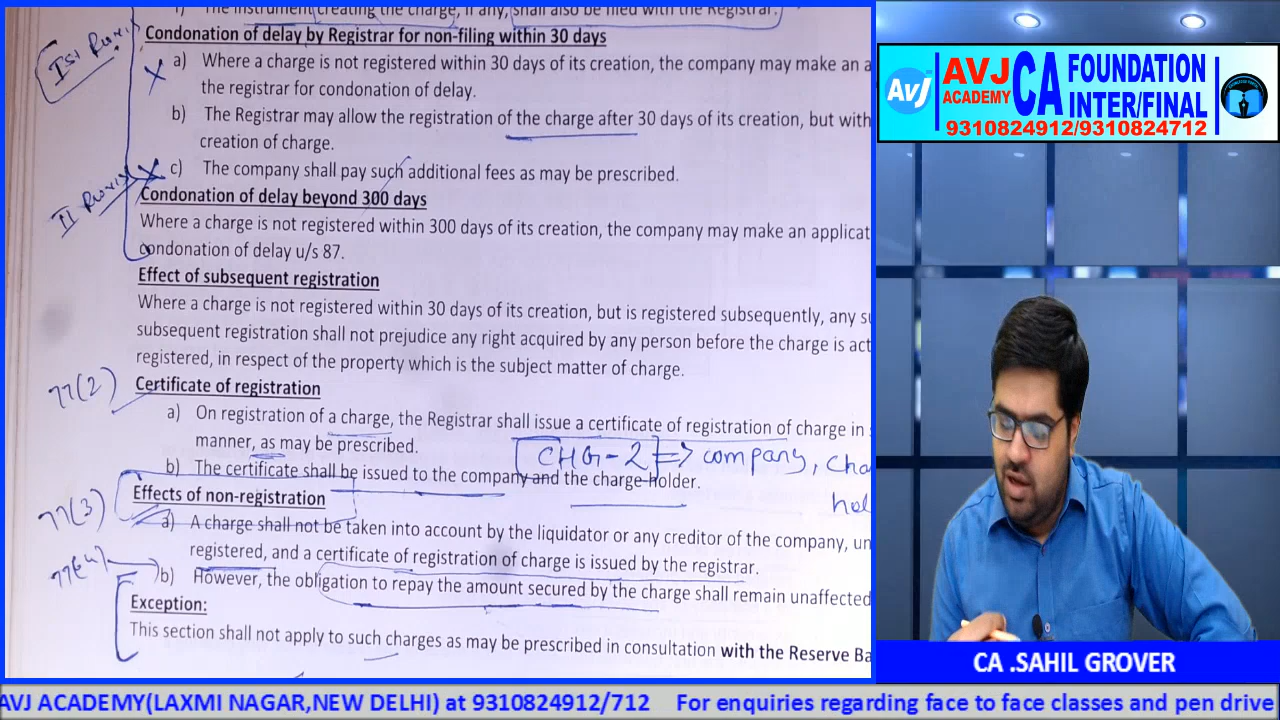 The instrument creating the charge, if any, shall also be filed with the Registrar.
Condonation of delay by Registrar for non-filing within 30 days
a) Where a charge is not registered within 30 days of its creation, the company may make an a
the registrar for condonation of delay.
b) The Registrar may allow the registration of the charge after 30 days of its creation, but with
creation of charge.
c) The company shall pay such additional fees as may be prescribed.
Condonation of delay beyond 300 days
Where a charge is not registered within 300 days of its creation, the company may make an applicat
condonation of delay u/s 87.
Effect of subsequent registration
Where a charge is not registered within 30 days of its creation, but is registered subsequently, any su
subsequent registration shall not prejudice any right acquired by any person before the charge is act
registered, in respect of the property which is the subject matter of charge.
77(2)
Certificate of registration
a) On registration of a charge, the Registrar shall issue a certificate of registration of charge in s
manner, as may be prescribed.
CHG-2 => company, Cha
hol
b) The certificate shall be issued to the company and the charge-holder.
77(3)
Effects of non-registration
a) A charge shall not be taken into account by the liquidator or any creditor of the company, un
registered, and a certificate of registration of charge is issued by the registrar.
77(4)
b) However, the obligation to repay the amount secured by the charge shall remain unaffected
Exception:
This section shall not apply to such charges as may be prescribed in consultation with the Reserve Ba
AVJ
AVJ
ACADEMY
CA
FOUNDATION
INTER/FINAL
9310824912/9310824712
CA .SAHIL GROVER
AVJ ACADEMY(LAXMI NAGAR,NEW DELHI) at 9310824912/712 For enquiries regarding face to face classes and pen drive